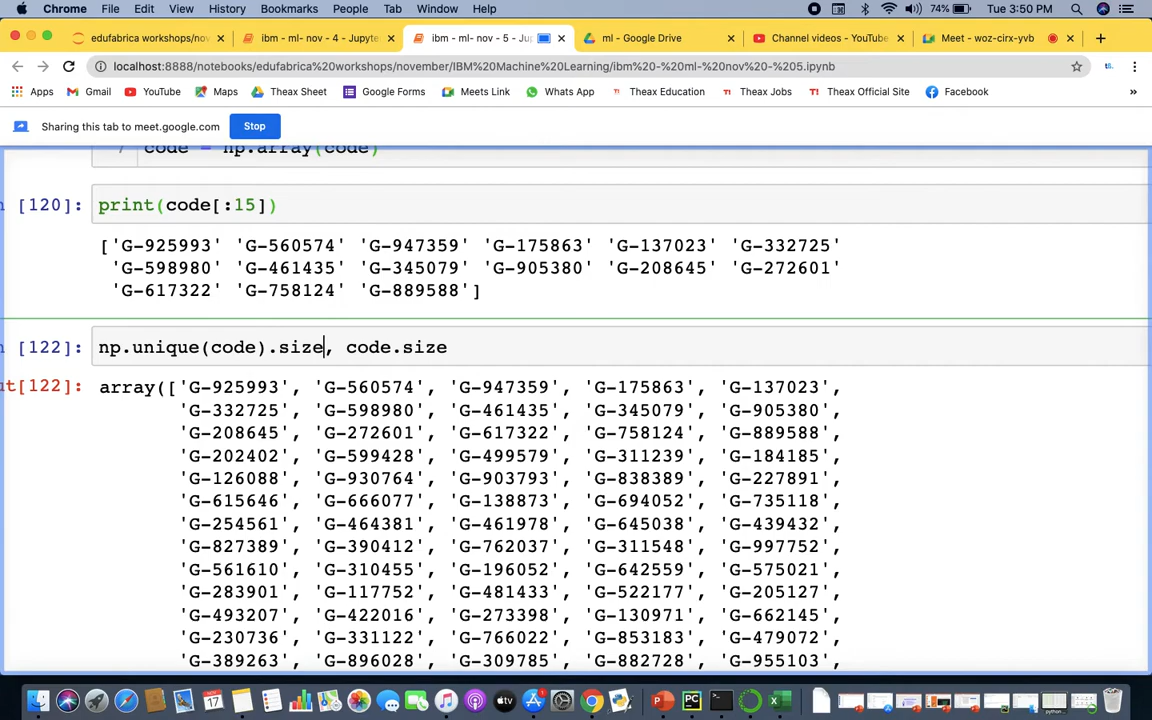 Chrome File Edit View History Bookmarks People Tab Window Help 74% Tue 3:50 PM
edufabrica workshops/nov ibm - ml- nov - 4 - Jupyte ibm - ml- nov - 5 - Ju ml - Google Drive Channel videos - YouTube Meet - woz-cirx-yvb
localhost:8888/notebooks/edufabrica%20workshops/november/IBM%20Machine%20Learning/ibm%20-%20ml-%20nov%20-%205.ipynb
Apps Gmail YouTube Maps Theax Sheet Google Forms Meets Link Whats App Theax Education Theax Jobs Theax Official Site Facebook »
Sharing this tab to meet.google.com Stop
7 code = np.array(code)
[120]: print(code[:15])
['G-925993' 'G-560574' 'G-947359' 'G-175863' 'G-137023' 'G-332725'
'G-598980' 'G-461435' 'G-345079' 'G-905380' 'G-208645' 'G-272601'
'G-617322' 'G-758124' 'G-889588']
[122]: np.unique(code).size, code.size
ut[122]: array(['G-925993', 'G-560574', 'G-947359', 'G-175863', 'G-137023',
'G-332725', 'G-598980', 'G-461435', 'G-345079', 'G-905380',
'G-208645', 'G-272601', 'G-617322', 'G-758124', 'G-889588',
'G-202402', 'G-599428', 'G-499579', 'G-311239', 'G-184185',
'G-126088', 'G-930764', 'G-903793', 'G-838389', 'G-227891',
'G-615646', 'G-666077', 'G-138873', 'G-694052', 'G-735118',
'G-254561', 'G-464381', 'G-461978', 'G-645038', 'G-439432',
'G-827389', 'G-390412', 'G-762037', 'G-311548', 'G-997752',
'G-561610', 'G-310455', 'G-196052', 'G-642559', 'G-575021',
'G-283901', 'G-117752', 'G-481433', 'G-522177', 'G-205127',
'G-493207', 'G-422016', 'G-273398', 'G-130971', 'G-662145',
'G-230736', 'G-331122', 'G-766022', 'G-853183', 'G-479072',
'G-389263', 'G-896028', 'G-309785', 'G-882728', 'G-955103',